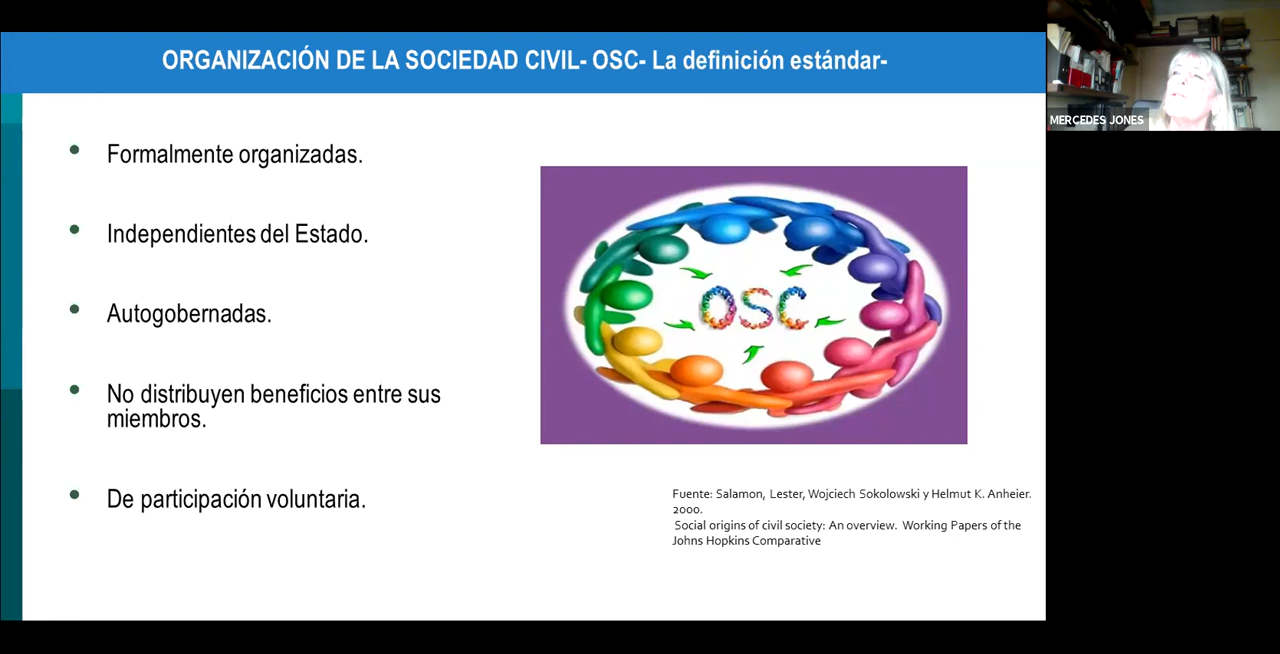 ORGANIZACIÓN DE LA SOCIEDAD CIVIL- OSC- La definición estándar-
MERCEDES JONES
• Formalmente organizadas.
• Independientes del Estado.
• Autogobernadas.
• No distribuyen beneficios entre sus
miembros.
• De participación voluntaria.
OSC
Fuente: Salamon, Lester, Wojciech Sokolowski y Helmut K. Anheier.
2000.
Social origins of civil society: An overview. Working Papers of the
Johns Hopkins Comparative